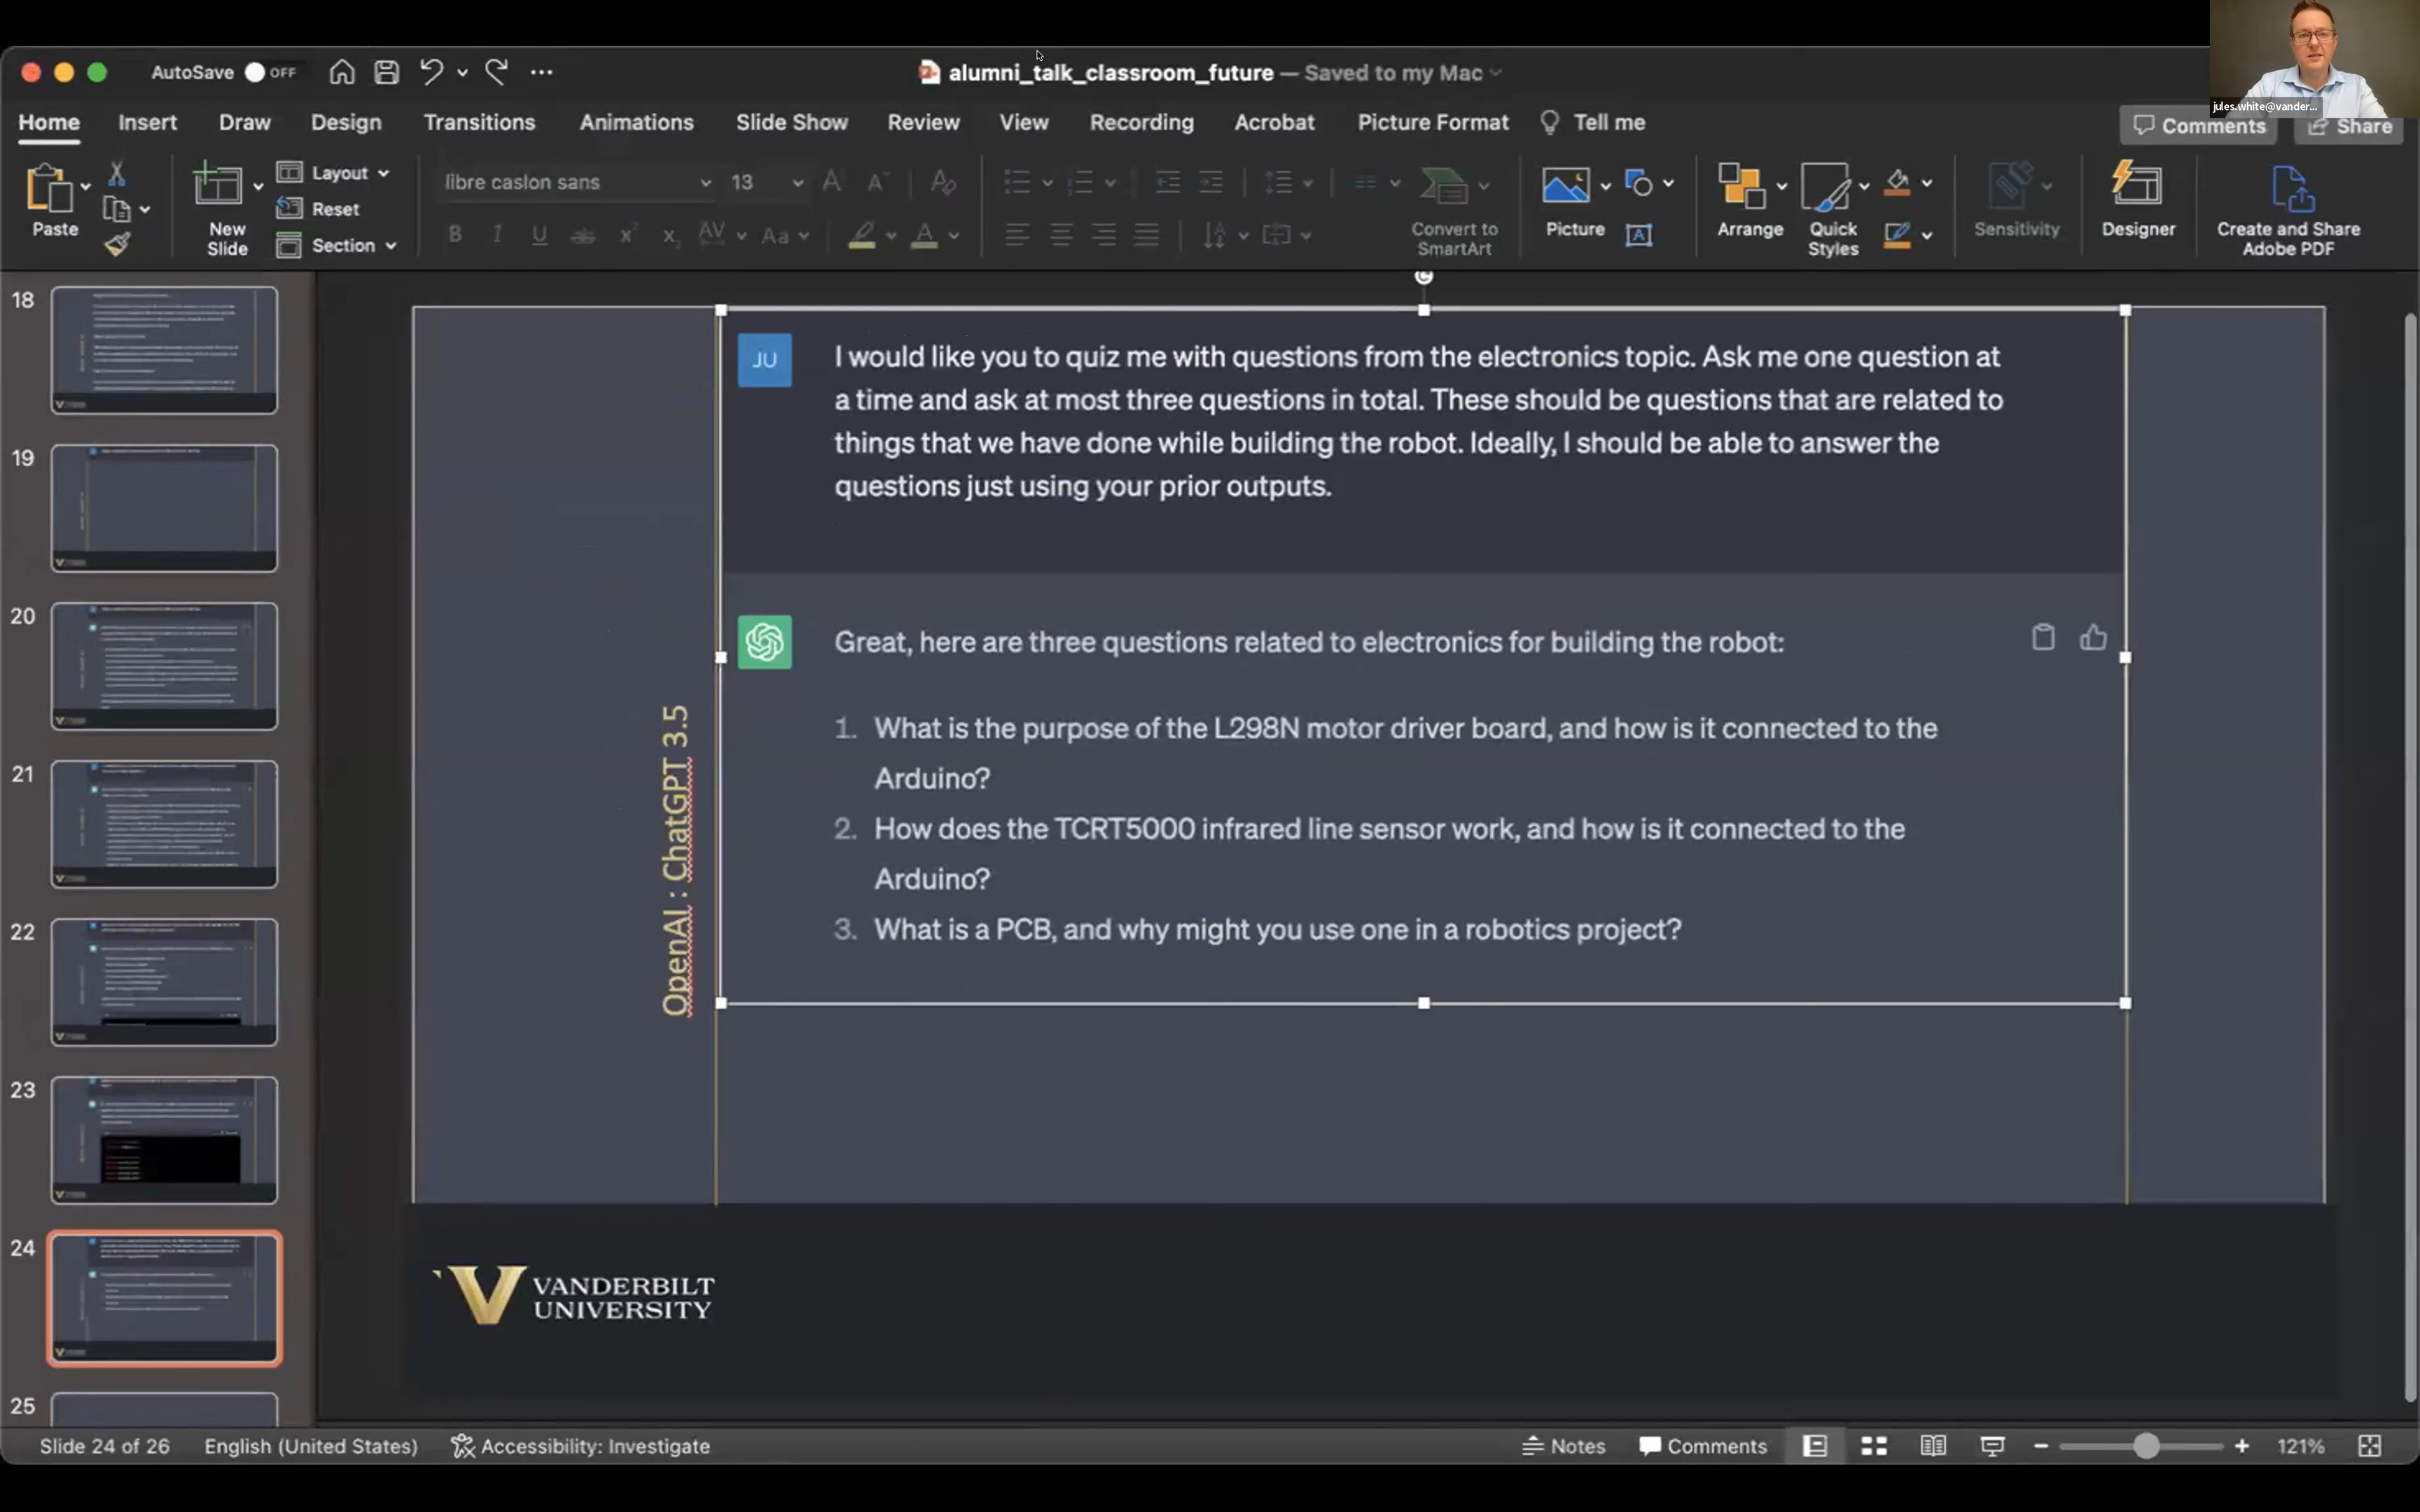 AutoSave OFF
alumni_talk_classroom_future — Saved to my Mac
jules.white@vander...
Home Insert Draw Design Transitions Animations Slide Show Review View Recording Acrobat Picture Format Tell me Comments Share
Paste
New Slide
Layout
Reset
Section
libre caslon sans 13
Convert to SmartArt
Picture
Arrange
Quick Styles
Sensitivity
Designer
Create and Share Adobe PDF
18
19
20
21
22
23
24
25
JU
I would like you to quiz me with questions from the electronics topic. Ask me one question at
a time and ask at most three questions in total. These should be questions that are related to
things that we have done while building the robot. Ideally, I should be able to answer the
questions just using your prior outputs.
Great, here are three questions related to electronics for building the robot:
1. What is the purpose of the L298N motor driver board, and how is it connected to the
Arduino?
2. How does the TCRT5000 infrared line sensor work, and how is it connected to the
Arduino?
3. What is a PCB, and why might you use one in a robotics project?
OpenAI : ChatGPT 3.5
VANDERBILT
UNIVERSITY
Slide 24 of 26 English (United States) Accessibility: Investigate Notes Comments 121%